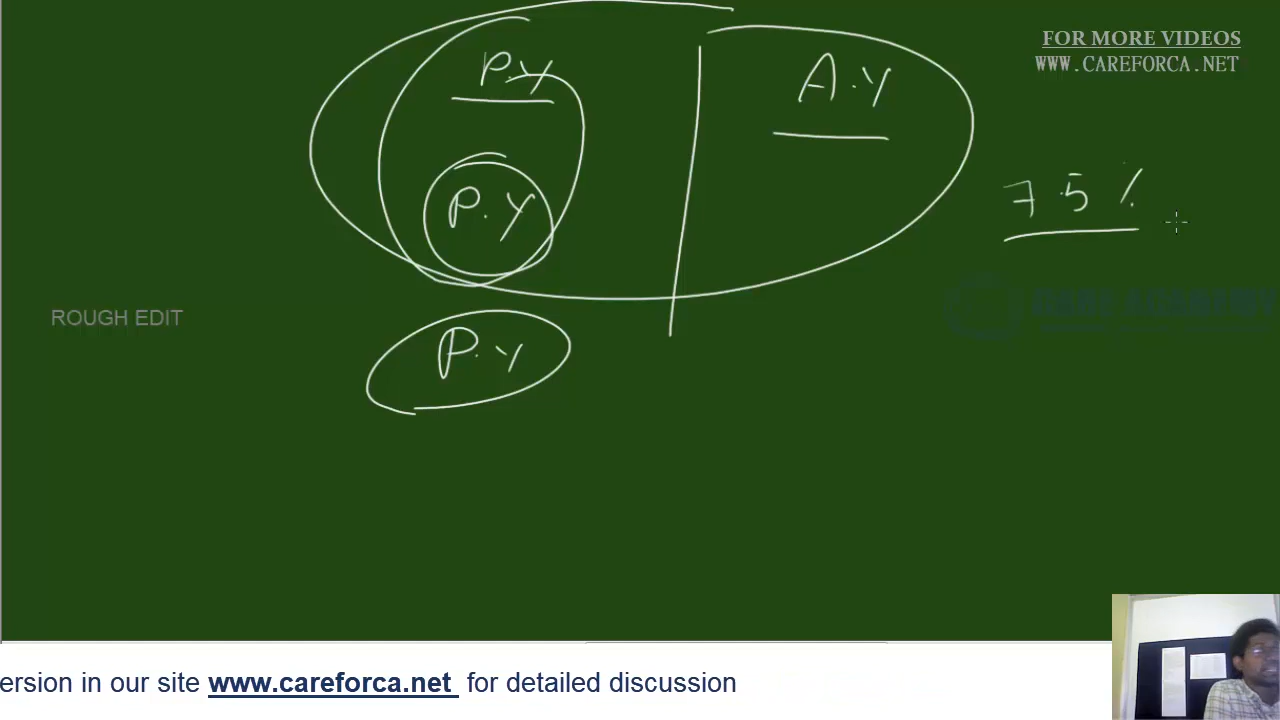 FOR MORE VIDEOS
WWW.CAREFORCA.NET
P.Y
A.Y
P.Y
75%
ROUGH EDIT
P.Y
ersion in our site www.careforca.net for detailed discussion